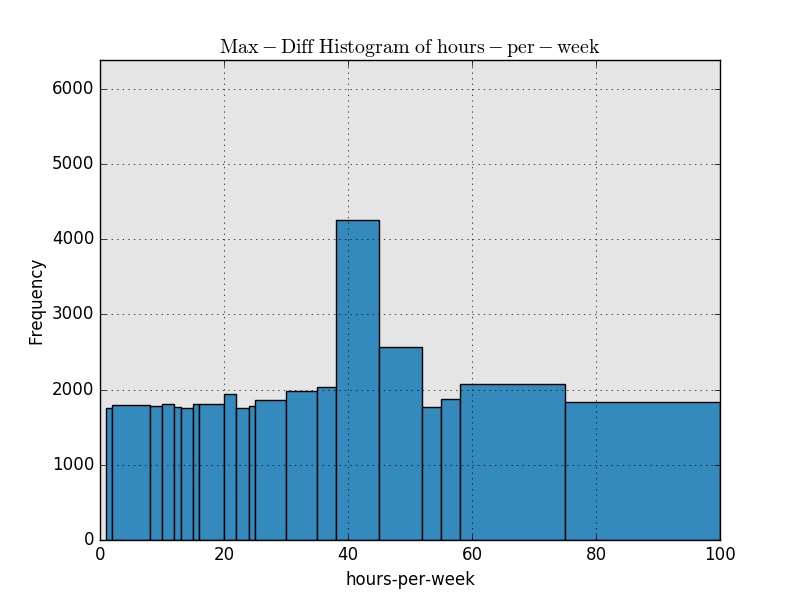 Max − Diff Histogram of hours − per − week
6000
5000
4000
3000
2000
1000
0
Frequency
0 20 40 60 80 100
hours-per-week